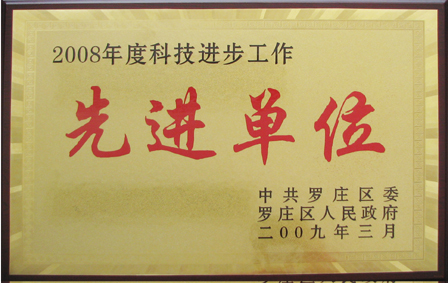 2008年度科技进步工作
先进单位
中共罗庄区委
罗庄区人民政府
二00九年三月